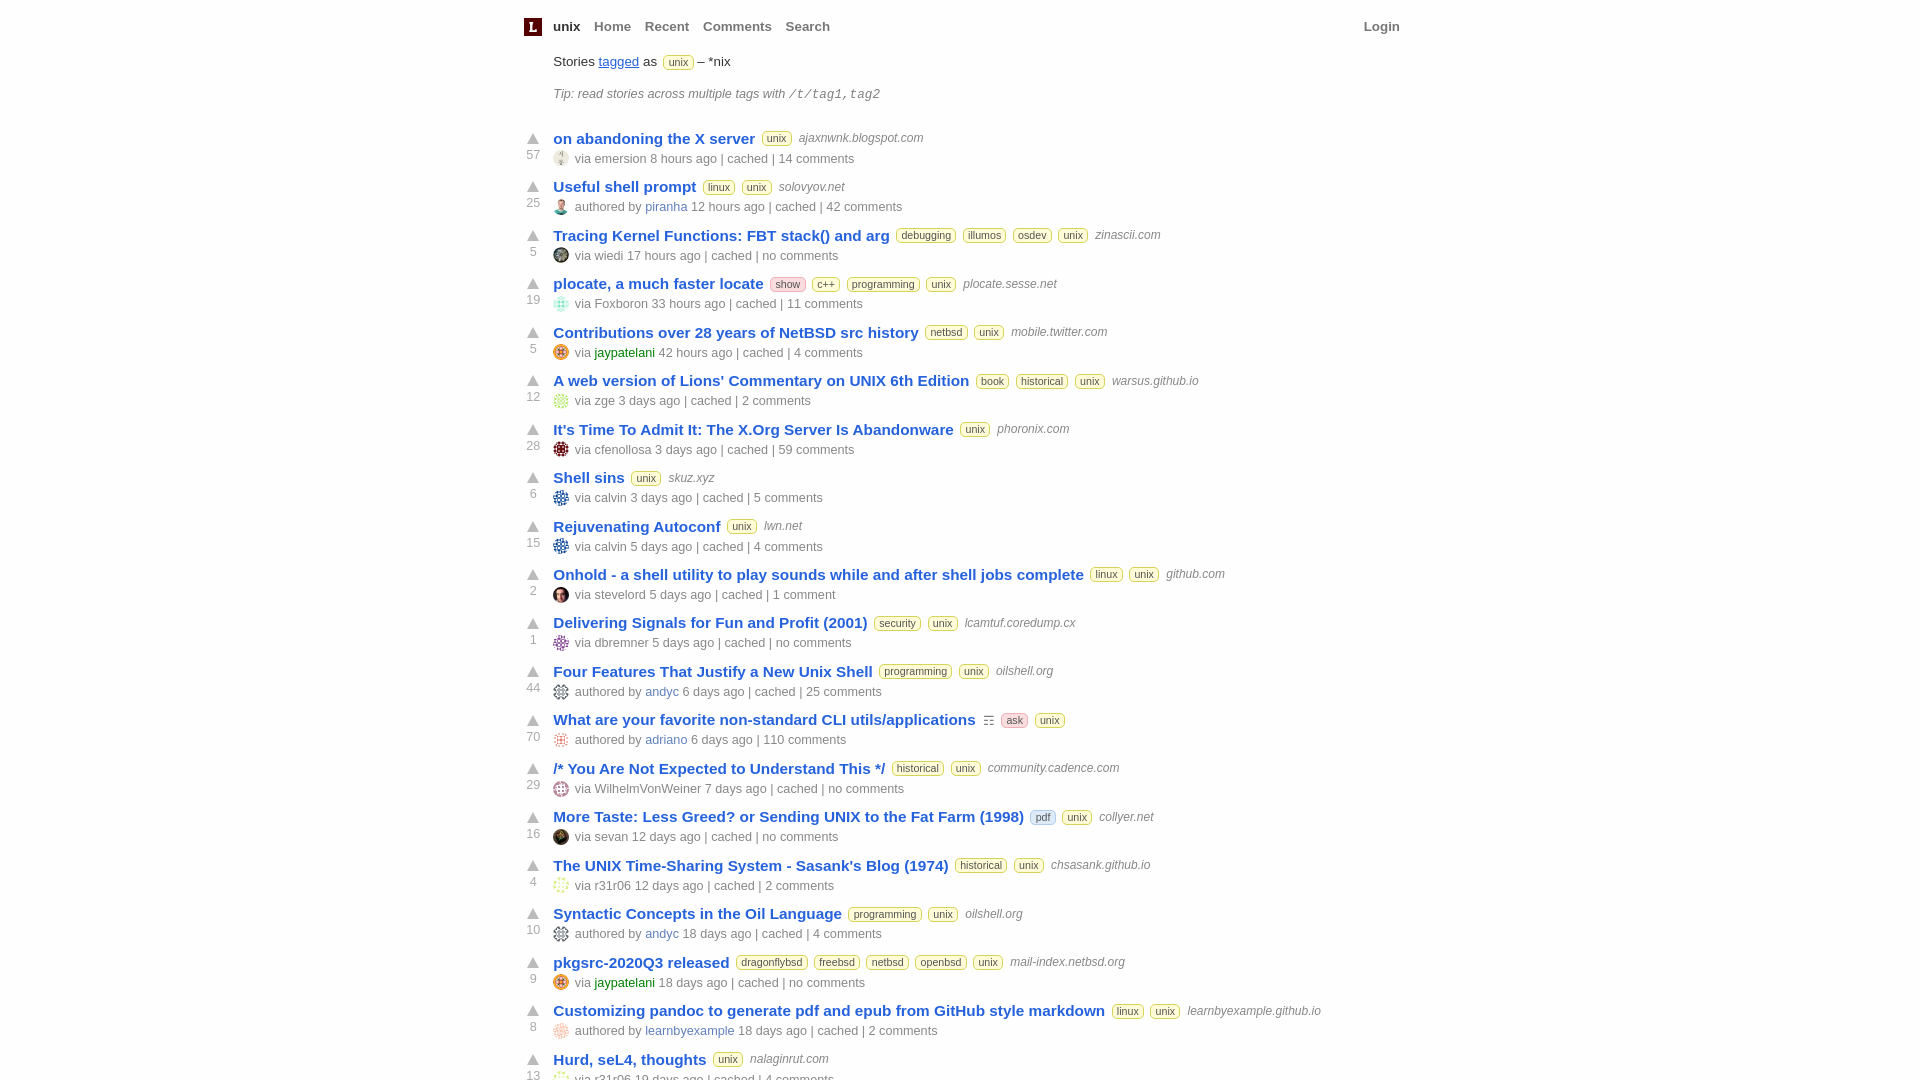 L unix Home Recent Comments Search Login
Stories tagged as unix – *nix
Tip: read stories across multiple tags with /t/tag1,tag2
on abandoning the X server unix ajaxnwnk.blogspot.com
57 via emersion 8 hours ago | cached | 14 comments
Useful shell prompt linux unix solovyov.net
25 authored by piranha 12 hours ago | cached | 42 comments
Tracing Kernel Functions: FBT stack() and arg debugging illumos osdev unix zinascii.com
5 via wiedi 17 hours ago | cached | no comments
plocate, a much faster locate show c++ programming unix plocate.sesse.net
19 via Foxboron 33 hours ago | cached | 11 comments
Contributions over 28 years of NetBSD src history netbsd unix mobile.twitter.com
5 via jaypatelani 42 hours ago | cached | 4 comments
A web version of Lions' Commentary on UNIX 6th Edition book historical unix warsus.github.io
12 via zge 3 days ago | cached | 2 comments
It's Time To Admit It: The X.Org Server Is Abandonware unix phoronix.com
28 via cfenollosa 3 days ago | cached | 59 comments
Shell sins unix skuz.xyz
6 via calvin 3 days ago | cached | 5 comments
Rejuvenating Autoconf unix lwn.net
15 via calvin 5 days ago | cached | 4 comments
Onhold - a shell utility to play sounds while and after shell jobs complete linux unix github.com
2 via stevelord 5 days ago | cached | 1 comment
Delivering Signals for Fun and Profit (2001) security unix lcamtuf.coredump.cx
1 via dbremner 5 days ago | cached | no comments
Four Features That Justify a New Unix Shell programming unix oilshell.org
44 authored by andyc 6 days ago | cached | 25 comments
What are your favorite non-standard CLI utils/applications ☶ ask unix
70 authored by adriano 6 days ago | 110 comments
/* You Are Not Expected to Understand This */ historical unix community.cadence.com
29 via WilhelmVonWeiner 7 days ago | cached | no comments
More Taste: Less Greed? or Sending UNIX to the Fat Farm (1998) pdf unix collyer.net
16 via sevan 12 days ago | cached | no comments
The UNIX Time-Sharing System - Sasank's Blog (1974) historical unix chsasank.github.io
4 via r31r06 12 days ago | cached | 2 comments
Syntactic Concepts in the Oil Language programming unix oilshell.org
10 authored by andyc 18 days ago | cached | 4 comments
pkgsrc-2020Q3 released dragonflybsd freebsd netbsd openbsd unix mail-index.netbsd.org
9 via jaypatelani 18 days ago | cached | no comments
Customizing pandoc to generate pdf and epub from GitHub style markdown linux unix learnbyexample.github.io
8 authored by learnbyexample 18 days ago | cached | 2 comments
Hurd, seL4, thoughts unix nalaginrut.com
13 via r31r06 19 days ago | cached | 4 comments